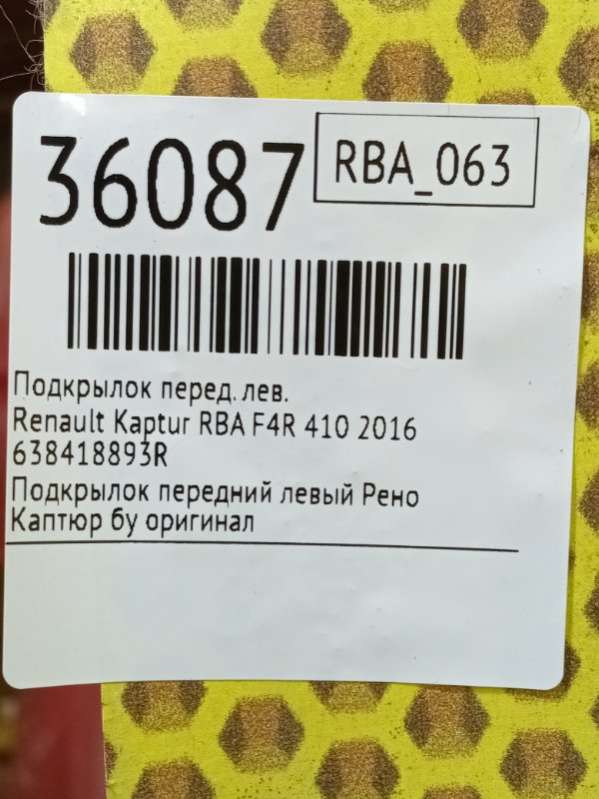 36087
RBA_063
Подкрылок перед. лев.
Renault Kaptur RBA F4R 410 2016
638418893R
Подкрылок передний левый Рено
Каптюр бу оригинал